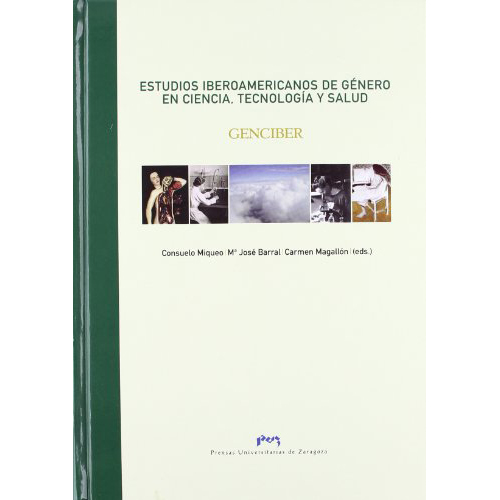 ESTUDIOS IBEROAMERICANOS DE GÉNERO
EN CIENCIA, TECNOLOGÍA Y SALUD
GENCIBER
Consuelo Miqueo | Mª José Barral | Carmen Magallón | (eds.)
puz
Prensas Universitarias de Zaragoza